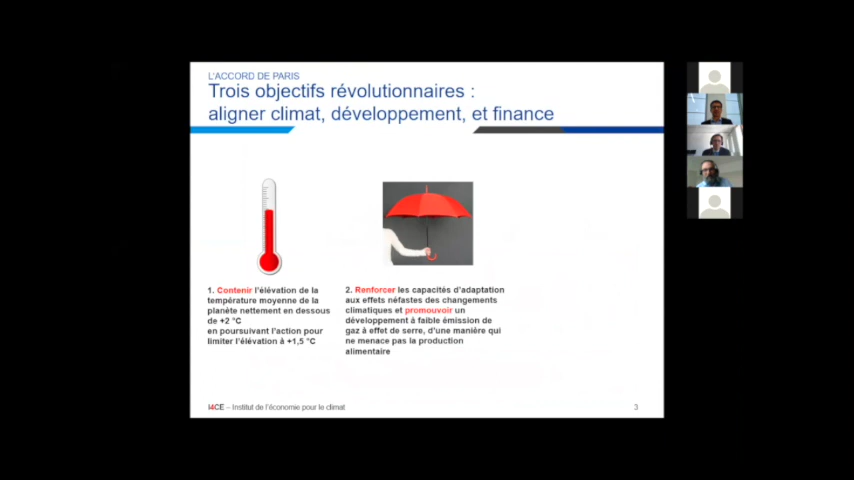 L'ACCORD DE PARIS
Trois objectifs révolutionnaires :
aligner climat, développement, et finance
1. Contenir l'élévation de la
température moyenne de la
planète nettement en dessous
de +2 °C
en poursuivant l'action pour
limiter l'élévation à +1,5 °C
2. Renforcer les capacités d'adaptation
aux effets néfastes des changements
climatiques et promouvoir un
développement à faible émission de
gaz à effet de serre, d'une manière qui
ne menace pas la production
alimentaire
I4CE – Institut de l'économie pour le climat
3